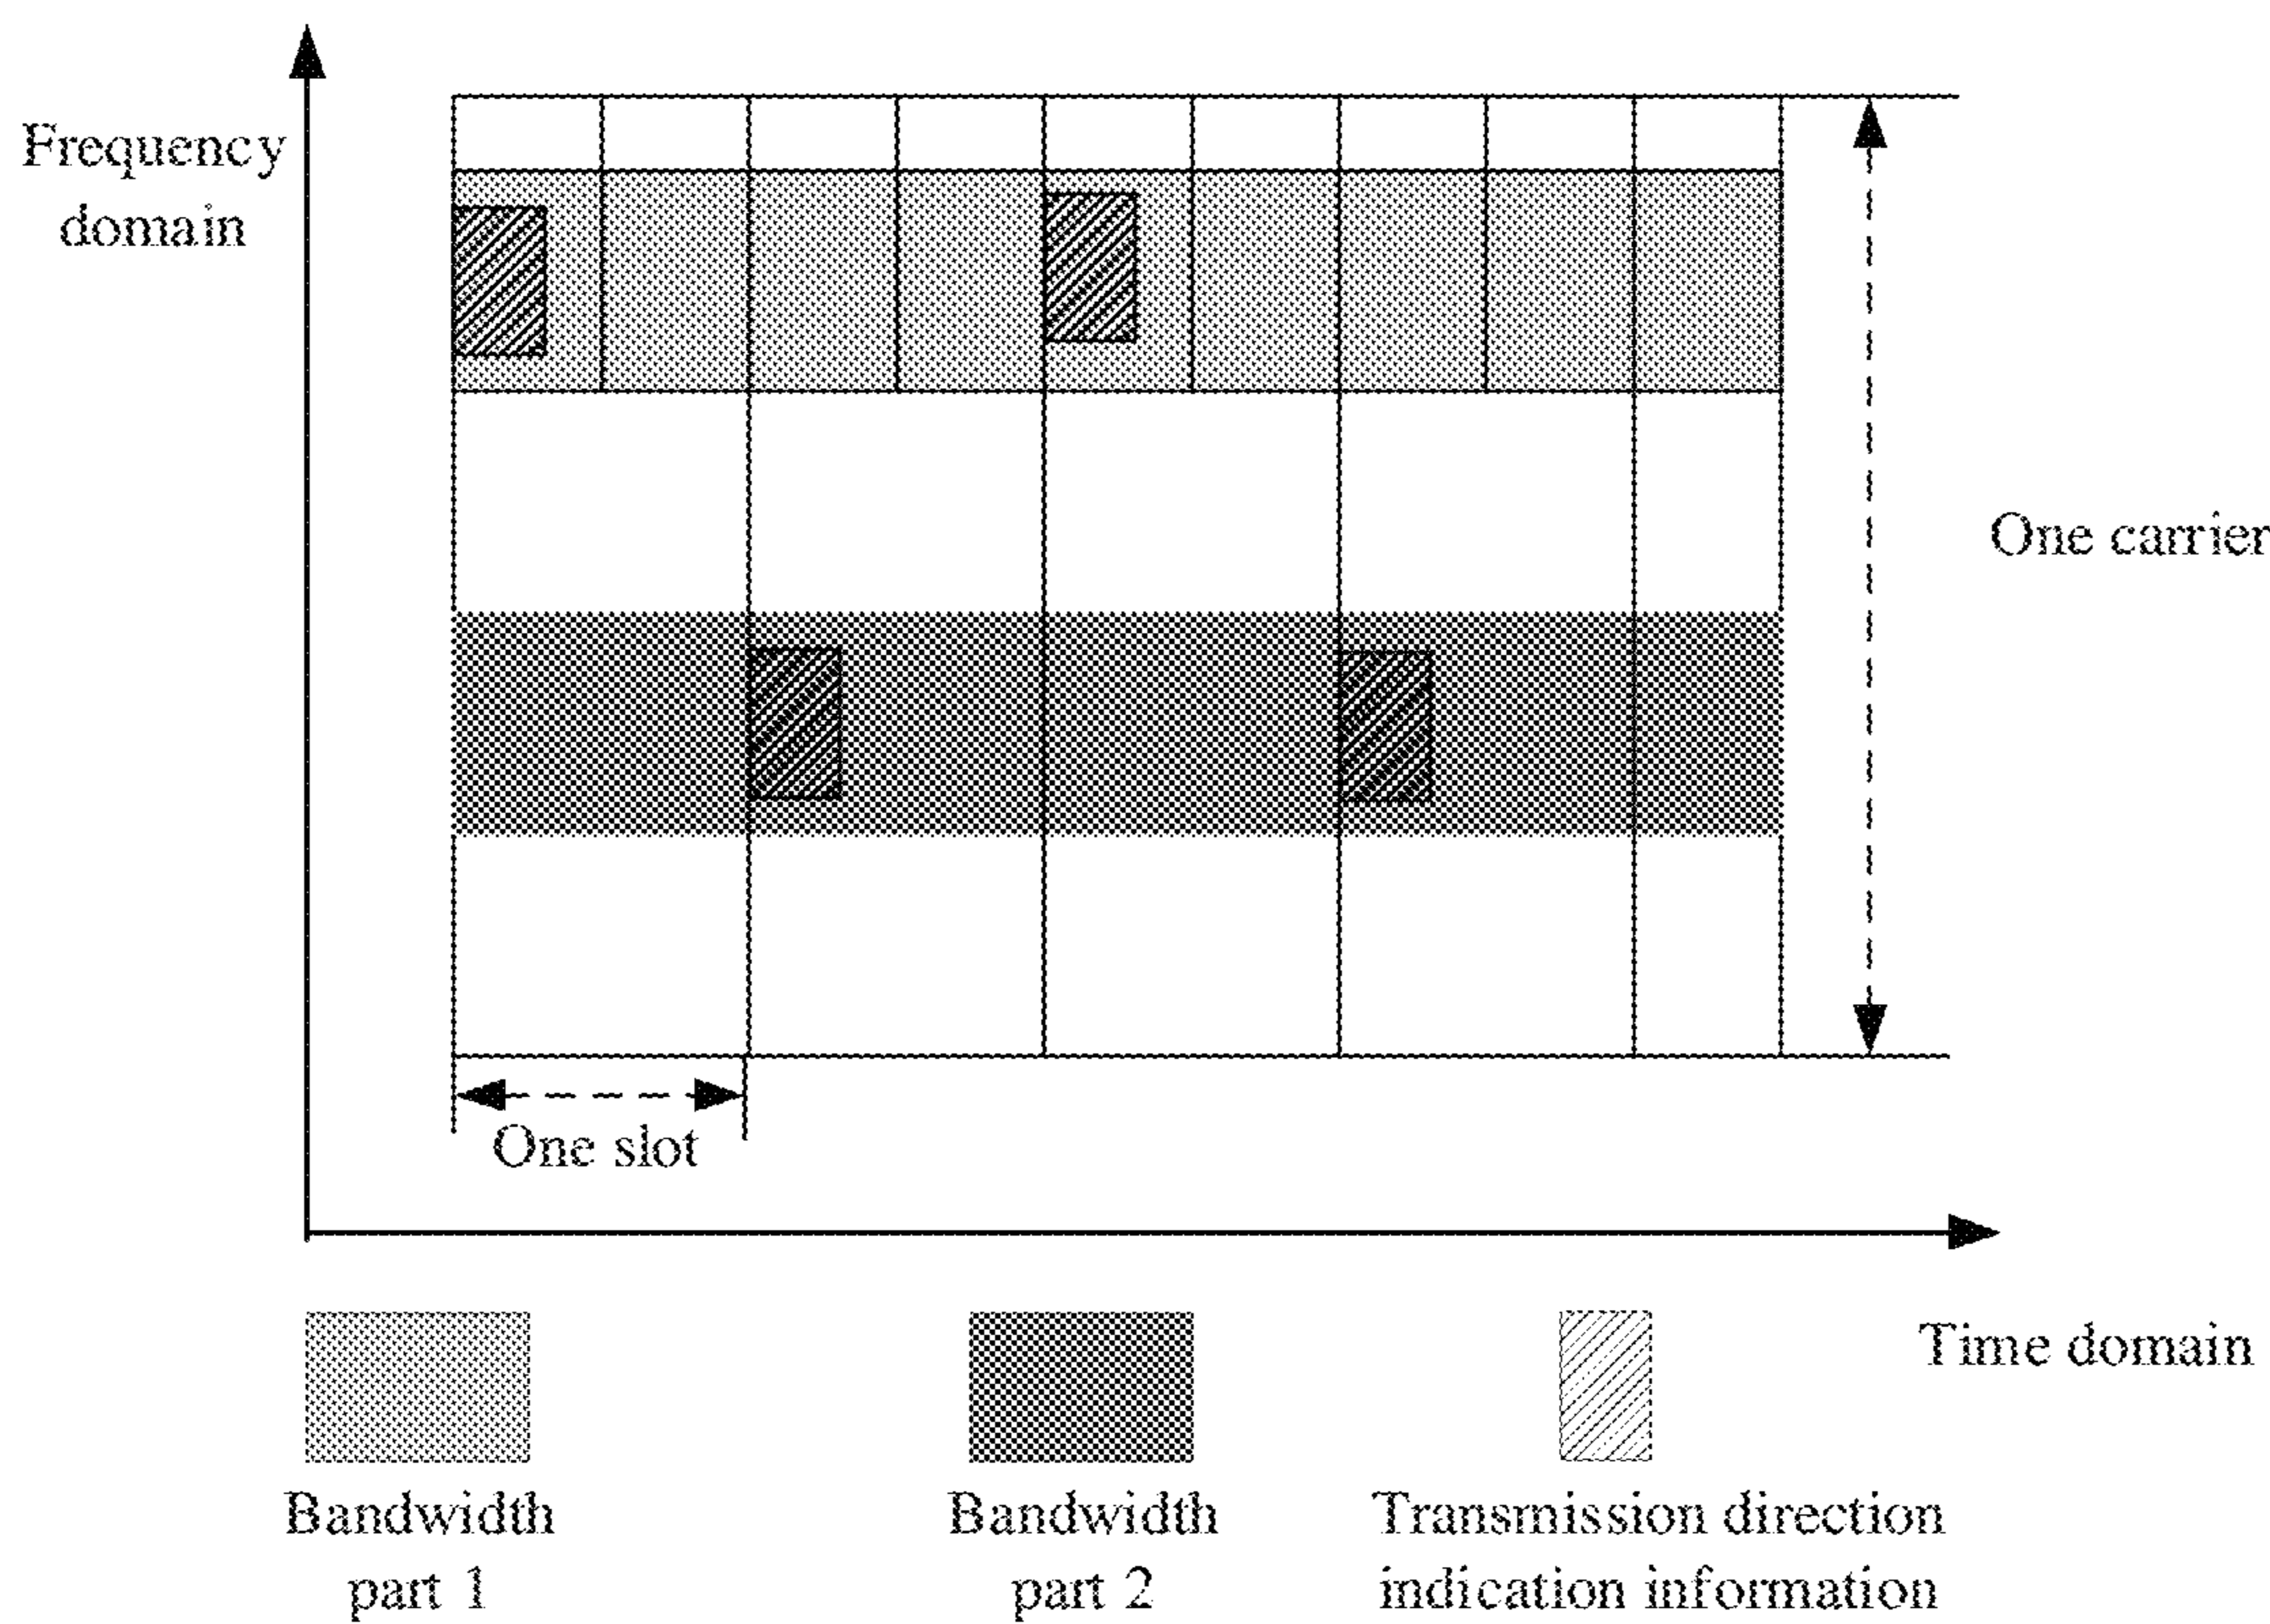 Frequency
domain
One carrier
One slot
Time domain
Bandwidth
part 1
Bandwidth
part 2
Transmission direction
indication information